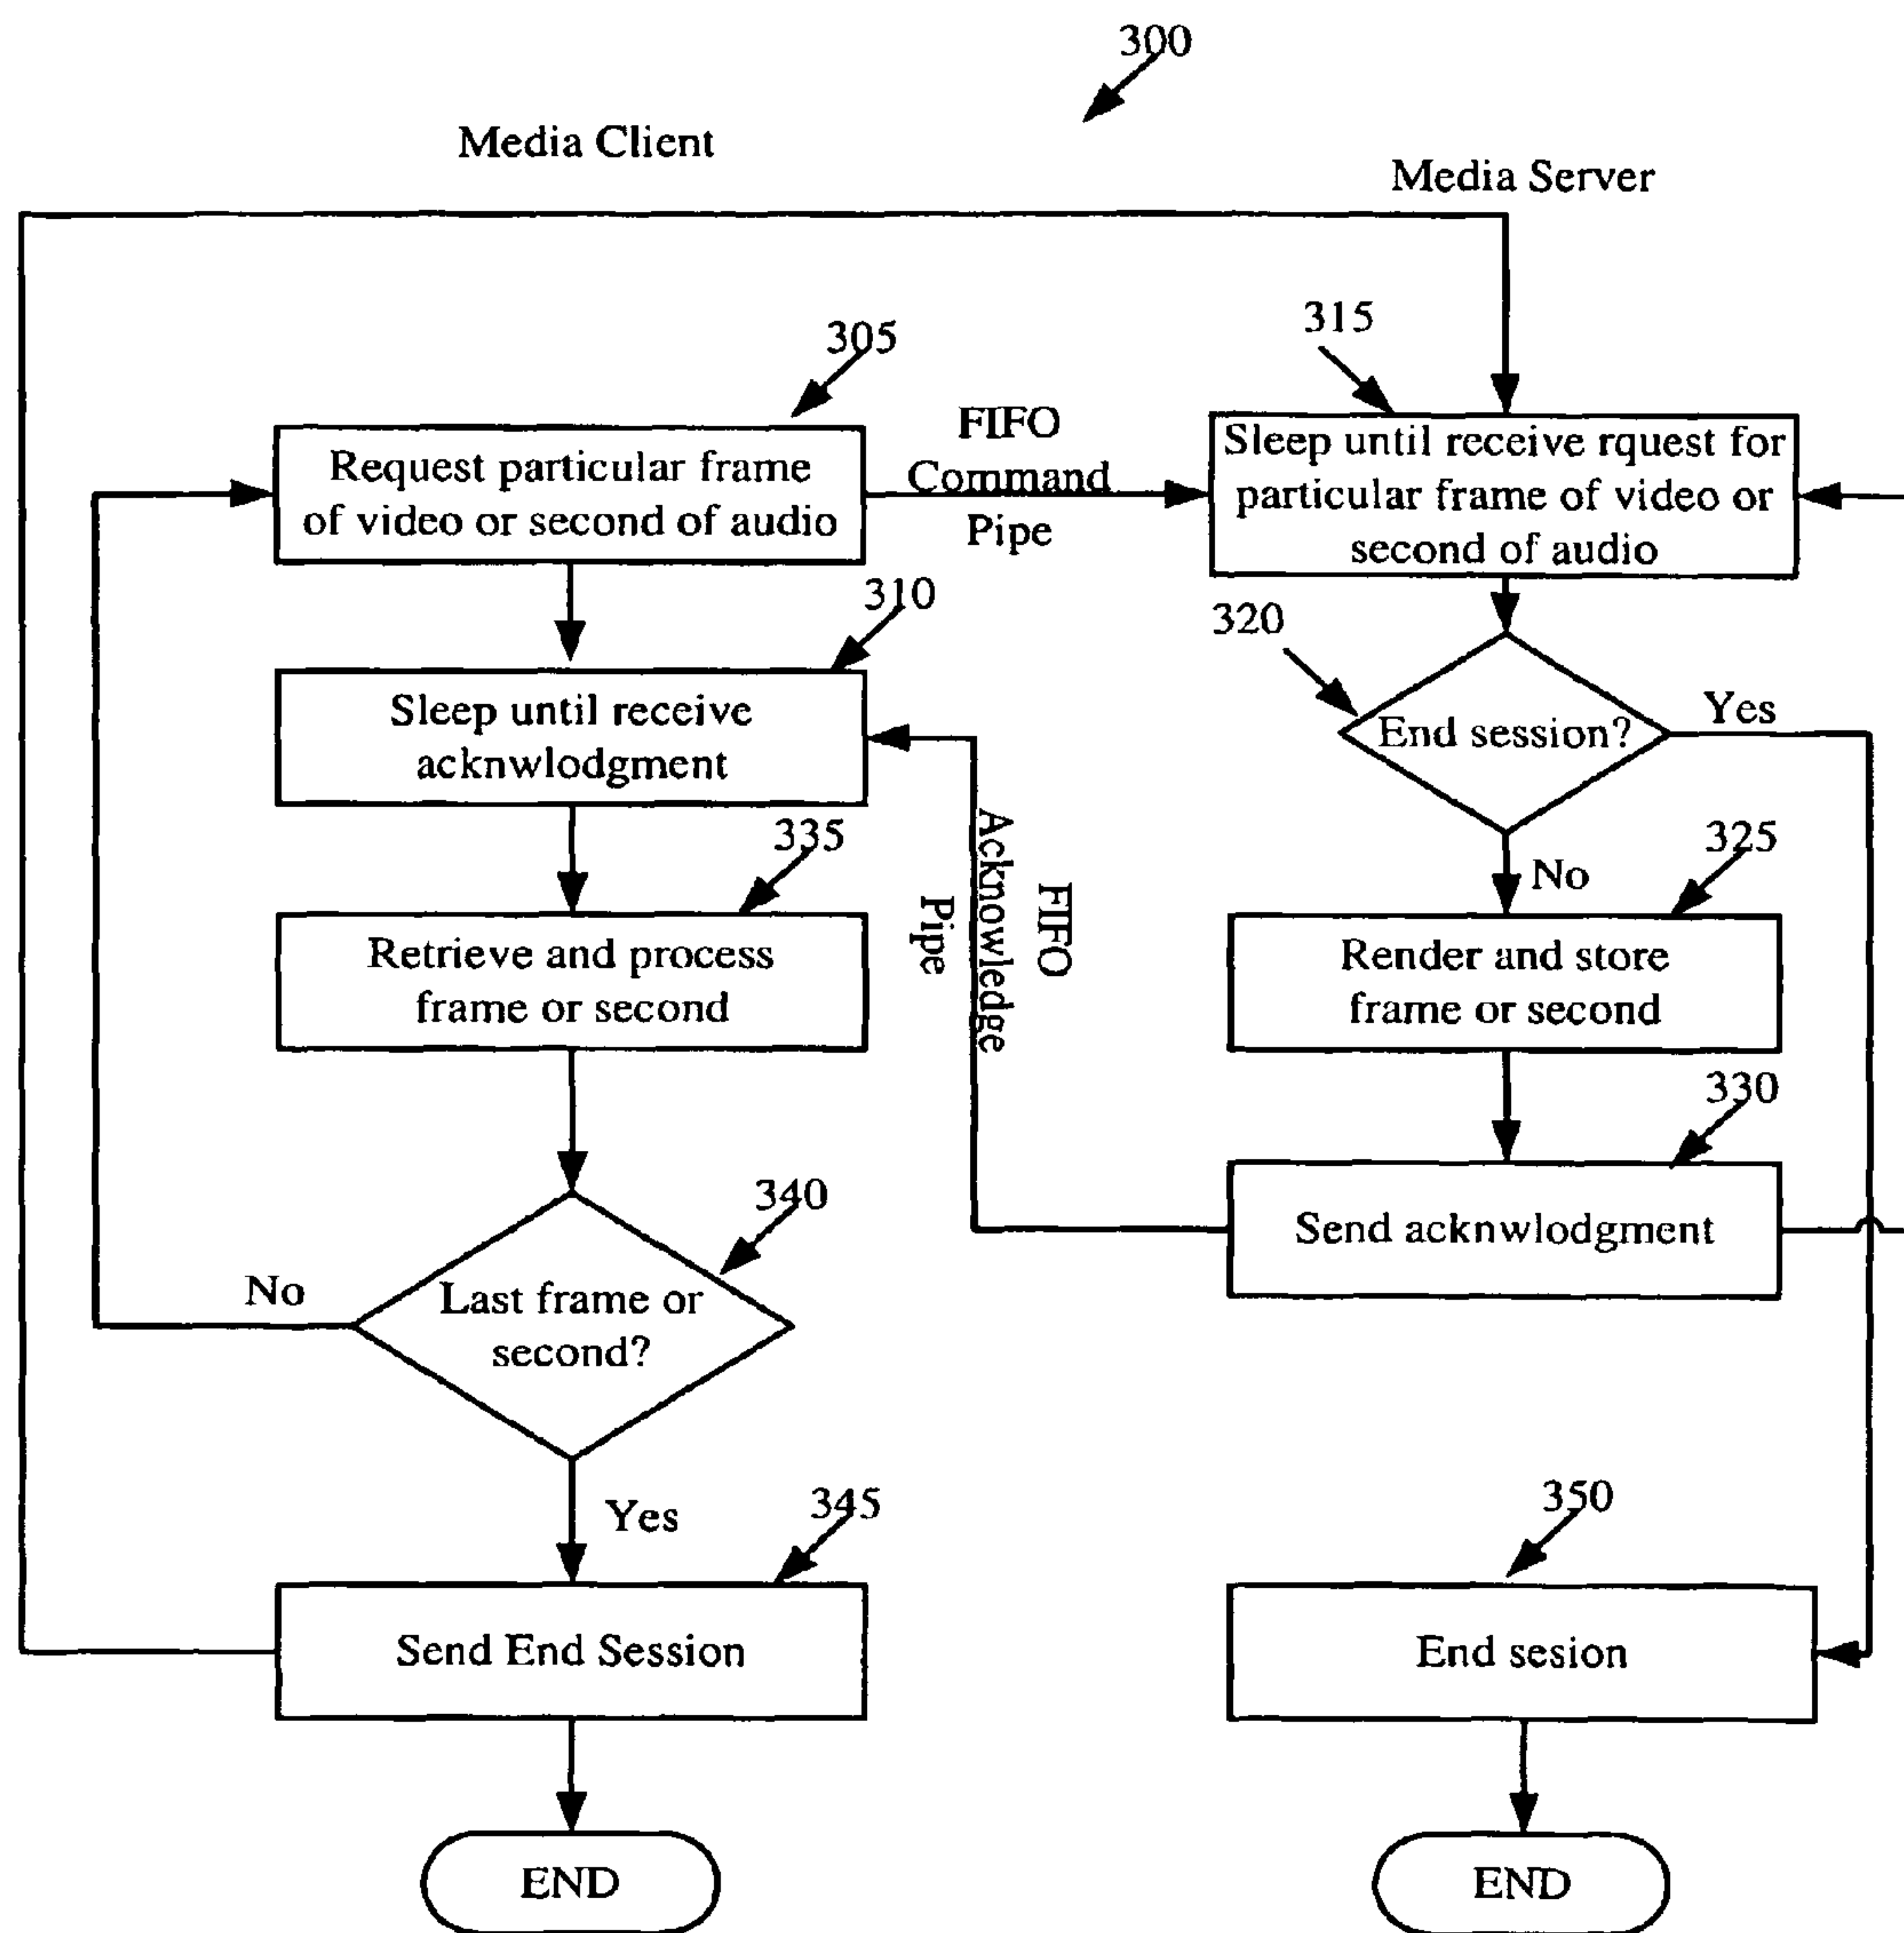 300
Media Client
Media Server
305
315
Request particular frame
of video or second of audio
FIFO
Command
Pipe
Sleep until receive rquest for
particular frame of video or
second of audio
310
320
Sleep until receive
acknwlodgment
End session?
Yes
No
335
325
FIFO
Acknowledge
Pipe
Retrieve and process
frame or second
Render and store
frame or second
330
340
Send acknwlodgment
Last frame or
second?
No
Yes
345
350
Send End Session
End sesion
END
END